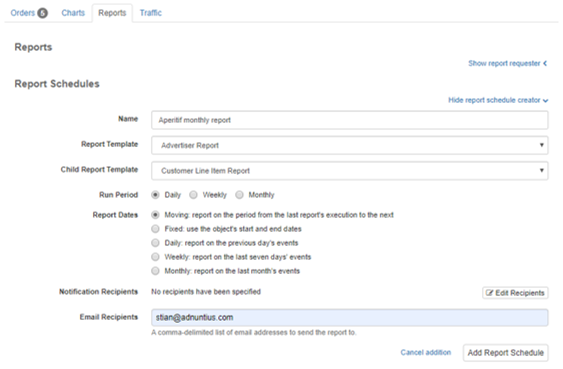 Orders 5 Charts Reports Traffic
Reports
Show report requester
Report Schedules
Hide report schedule creator
Name Aperitif monthly report
Report Template Advertiser Report
Child Report Template Customer Line Item Report
Run Period Daily Weekly Monthly
Report Dates Moving: report on the period from the last report's execution to the next
Fixed: use the object's start and end dates
Daily: report on the previous day's events
Weekly: report on the last seven days' events
Monthly: report on the last month's events
Notification Recipients No recipients have been specified Edit Recipients
Email Recipients stian@adnuntius.com
A comma-delimited list of email addresses to send the report to.
Cancel addition Add Report Schedule